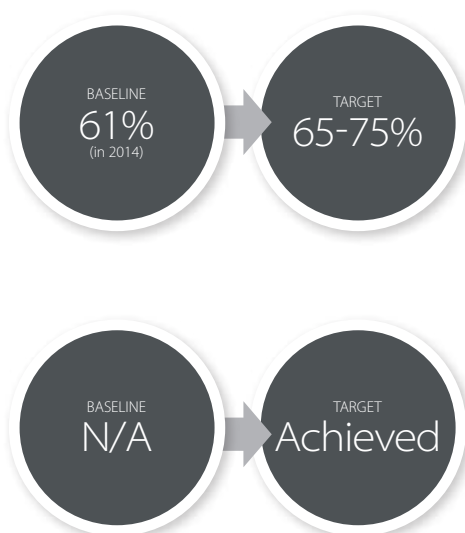 BASELINE
61%
(in 2014)
TARGET
65-75%
BASELINE
N/A
TARGET
Achieved